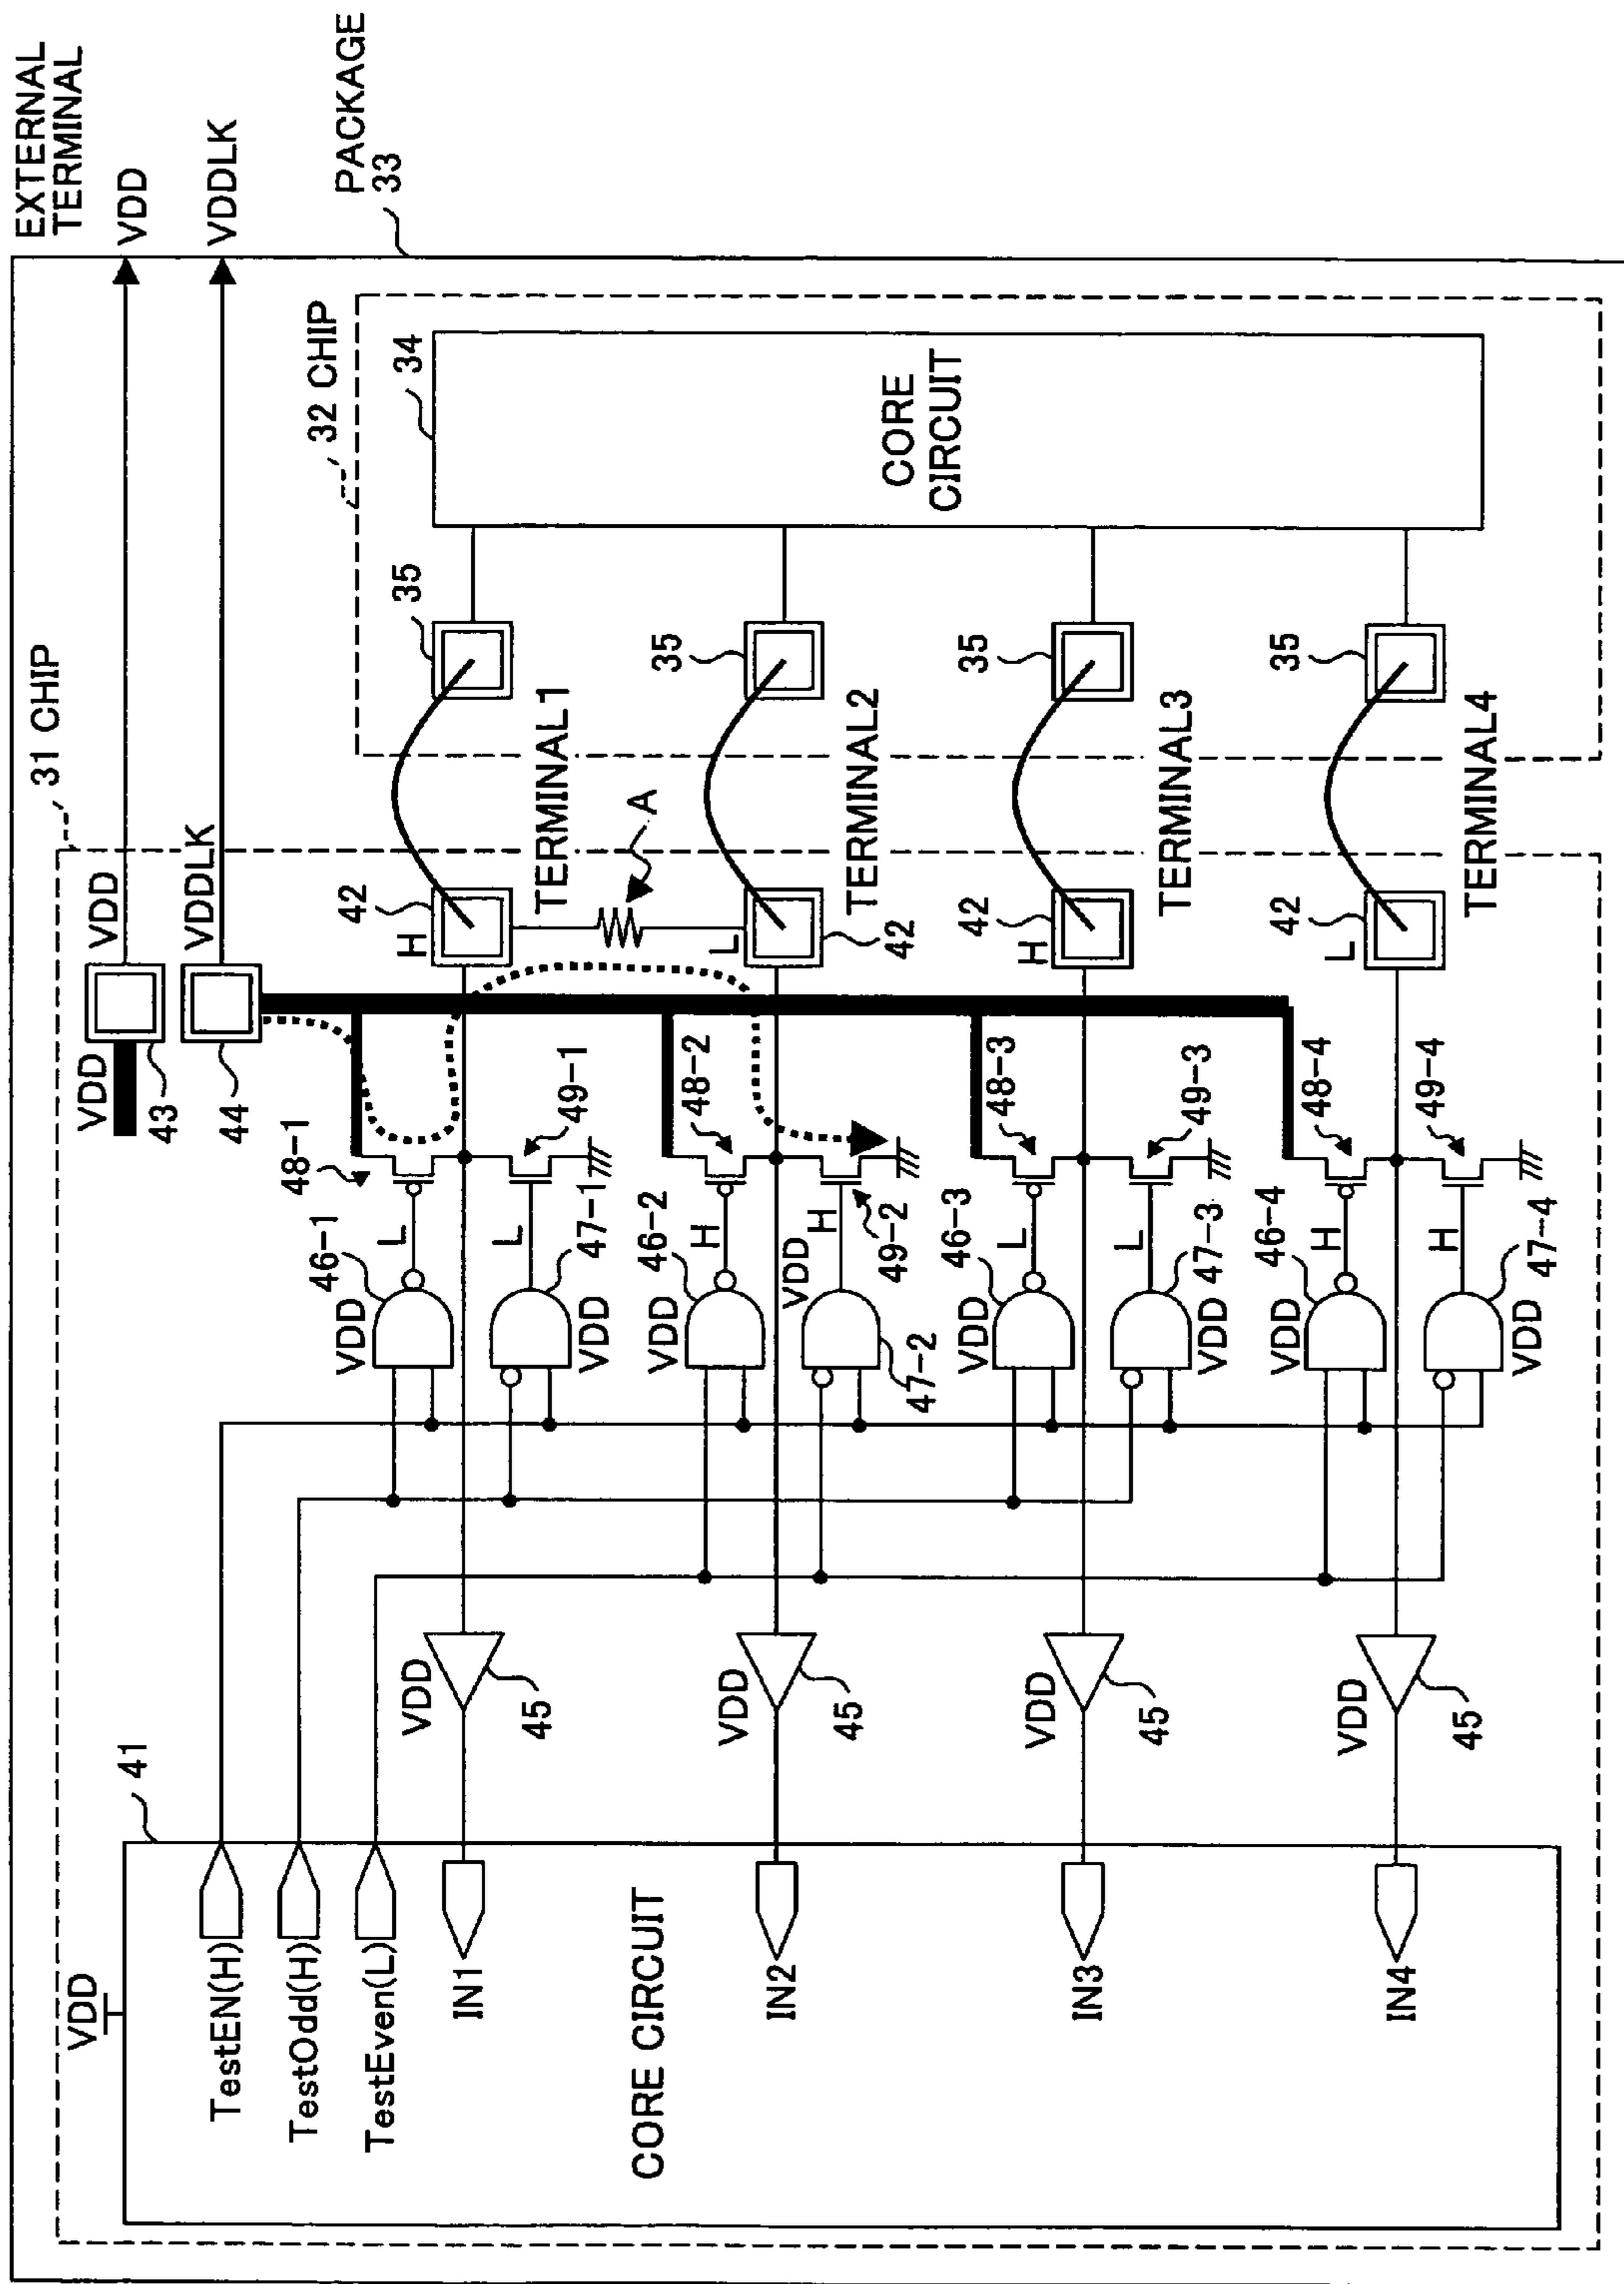 EXTERNAL
TERMINAL
VDD
VDDLK
PACKAGE
33
31 CHIP
32 CHIP
VDD
VDD
43
VDDLK
44
34
CORE
CIRCUIT
41
VDD
TestEN(H)
TestOdd(H)
TestEven(L)
CORE CIRCUIT
IN1
VDD
45
46-1
VDD
L
48-1
47-1
VDD
L
49-1
H
42
35
TERMINAL1
A
IN2
VDD
45
46-2
VDD
H
48-2
47-2
VDD
H
49-2
L
42
35
TERMINAL2
IN3
VDD
45
46-3
VDD
L
48-3
47-3
VDD
L
49-3
H
42
35
TERMINAL3
IN4
VDD
45
46-4
VDD
H
48-4
47-4
VDD
H
49-4
L
42
35
TERMINAL4